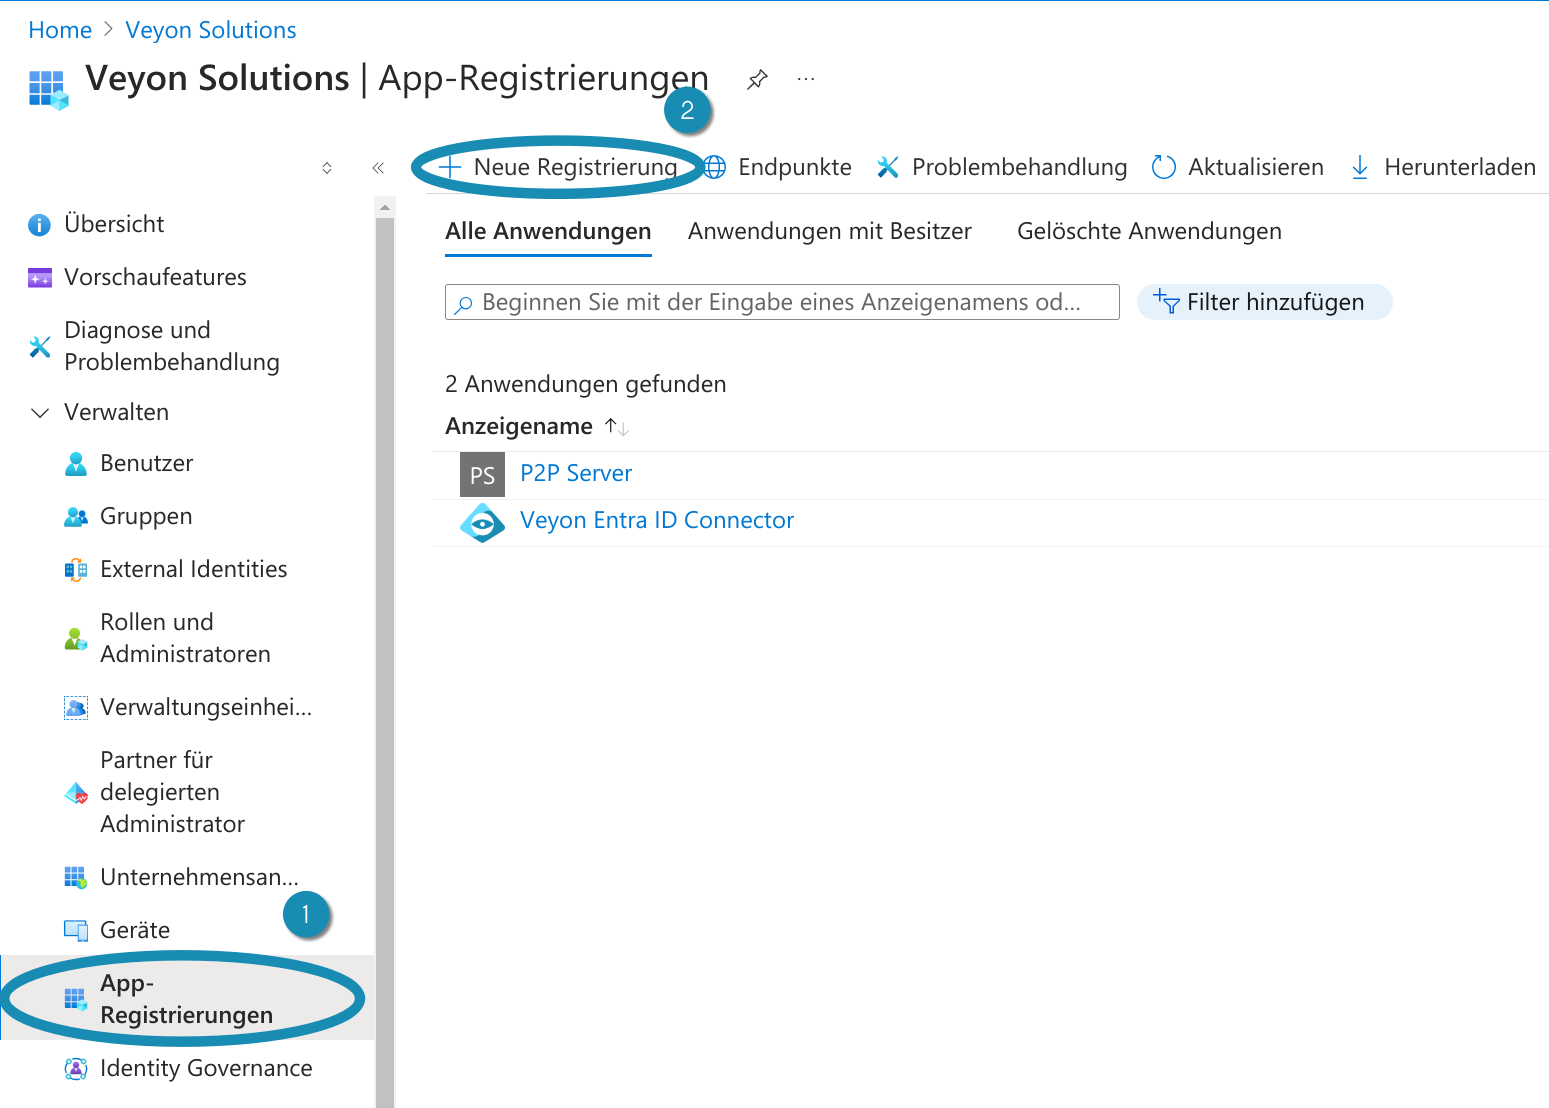 Home > Veyon Solutions
Veyon Solutions | App-Registrierungen ...
2
Neue Registrierung Endpunkte Problembehandlung Aktualisieren Herunterladen
Übersicht
Vorschaufeatures
Diagnose und
Problembehandlung
Verwalten
Benutzer
Gruppen
External Identities
Rollen und
Administratoren
Verwaltungseinhei...
Partner für
delegierten
Administrator
Unternehmensan...
1
Geräte
App-
Registrierungen
Identity Governance
Alle Anwendungen Anwendungen mit Besitzer Gelöschte Anwendungen
Beginnen Sie mit der Eingabe eines Anzeigenamens od... Filter hinzufügen
2 Anwendungen gefunden
Anzeigename
PS P2P Server
Veyon Entra ID Connector